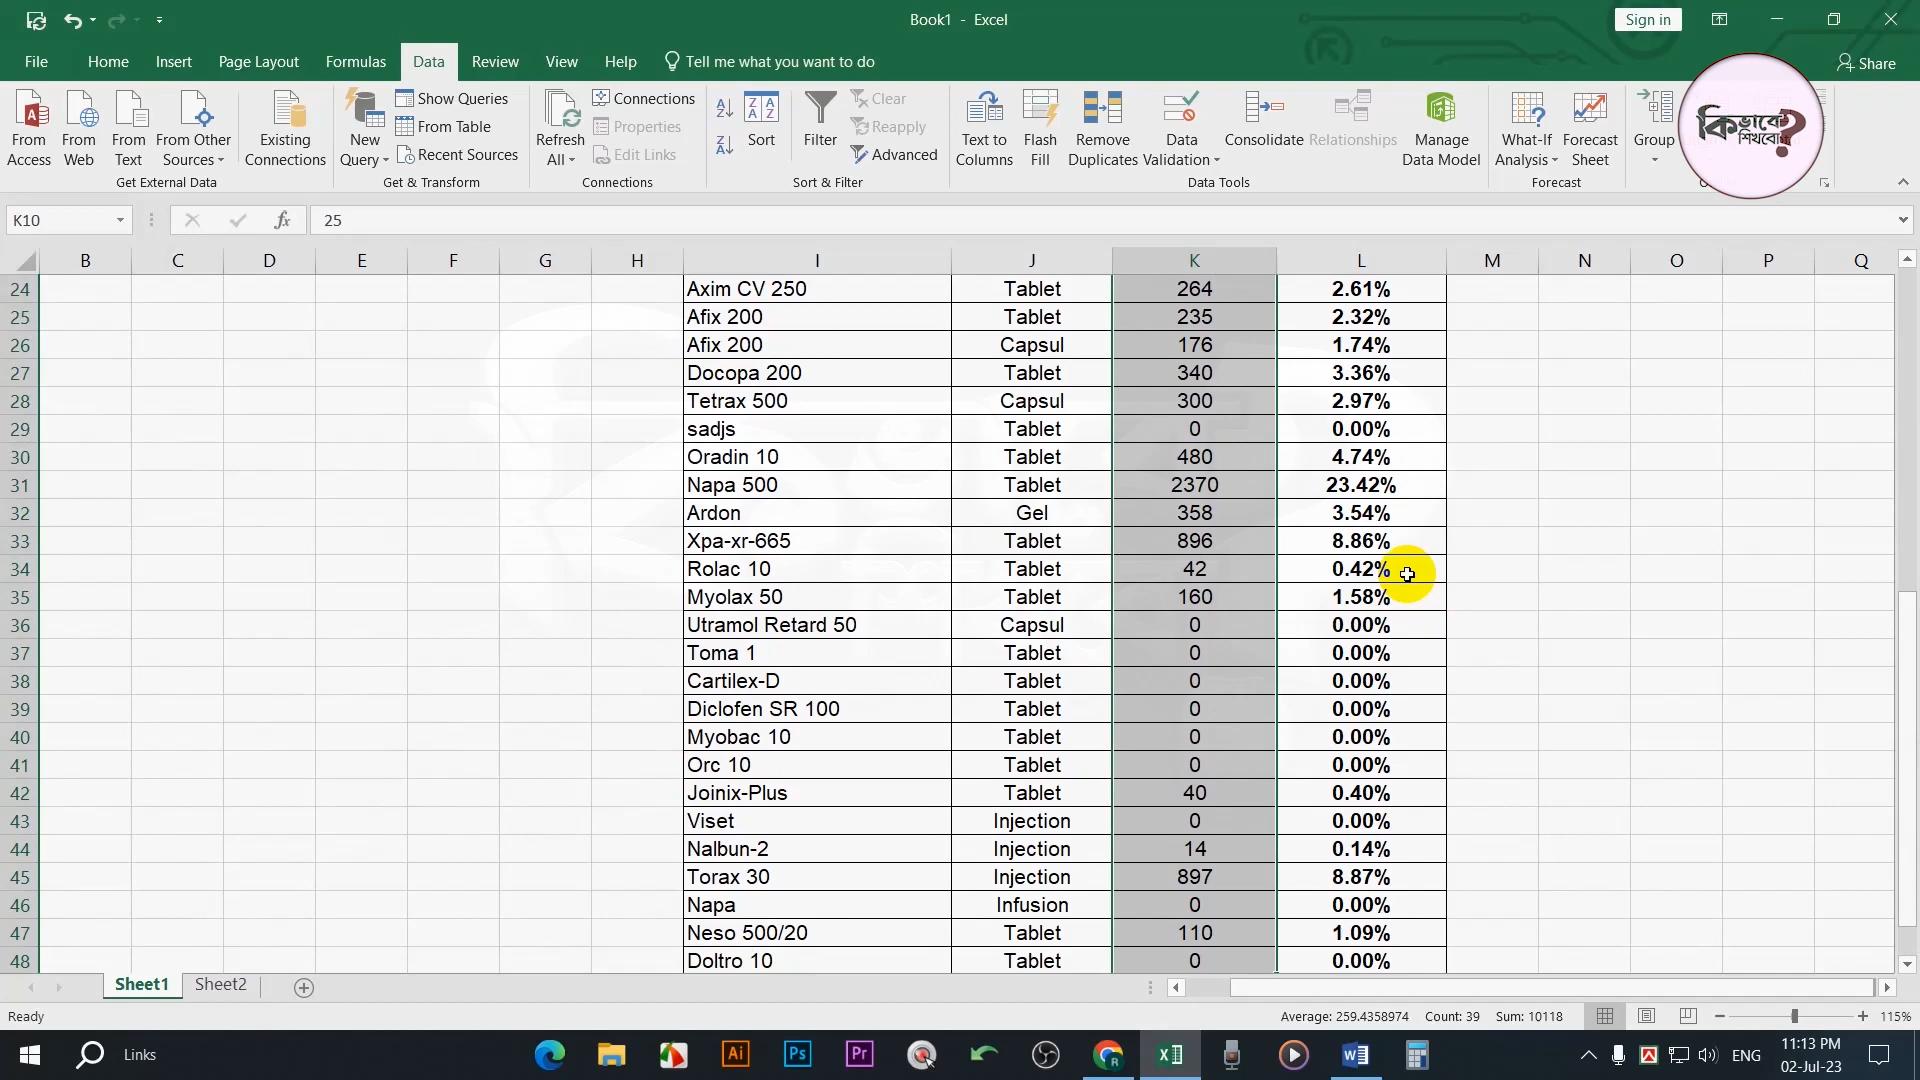 Book1 - Excel
Sign in
File Home Insert Page Layout Formulas Data Review View Help Tell me what you want to do Share
From Access
From Web
From Text
From Other Sources
Existing Connections
Get External Data
New Query
Show Queries
From Table
Recent Sources
Get & Transform
Refresh All
Connections
Properties
Edit Links
Connections
Sort
Filter
Clear
Reapply
Advanced
Sort & Filter
Text to Columns
Flash Fill
Remove Duplicates
Data Validation
Consolidate
Relationships
Manage Data Model
Data Tools
What-If Analysis
Forecast Sheet
Forecast
Group
কিভাবে
শিখবো?
K10 fx 25
B C D E F G H I J K L M N O P Q
24 Axim CV 250 Tablet 264 2.61%
25 Afix 200 Tablet 235 2.32%
26 Afix 200 Capsul 176 1.74%
27 Docopa 200 Tablet 340 3.36%
28 Tetrax 500 Capsul 300 2.97%
29 sadjs Tablet 0 0.00%
30 Oradin 10 Tablet 480 4.74%
31 Napa 500 Tablet 2370 23.42%
32 Ardon Gel 358 3.54%
33 Xpa-xr-665 Tablet 896 8.86%
34 Rolac 10 Tablet 42 0.42%
35 Myolax 50 Tablet 160 1.58%
36 Utramol Retard 50 Capsul 0 0.00%
37 Toma 1 Tablet 0 0.00%
38 Cartilex-D Tablet 0 0.00%
39 Diclofen SR 100 Tablet 0 0.00%
40 Myobac 10 Tablet 0 0.00%
41 Orc 10 Tablet 0 0.00%
42 Joinix-Plus Tablet 40 0.40%
43 Viset Injection 0 0.00%
44 Nalbun-2 Injection 14 0.14%
45 Torax 30 Injection 897 8.87%
46 Napa Infusion 0 0.00%
47 Neso 500/20 Tablet 110 1.09%
48 Doltro 10 Tablet 0 0.00%
Sheet1 Sheet2
Ready Average: 259.4358974 Count: 39 Sum: 10118 115%
Links Ai Ps Pr ENG 11:13 PM
02-Jul-23